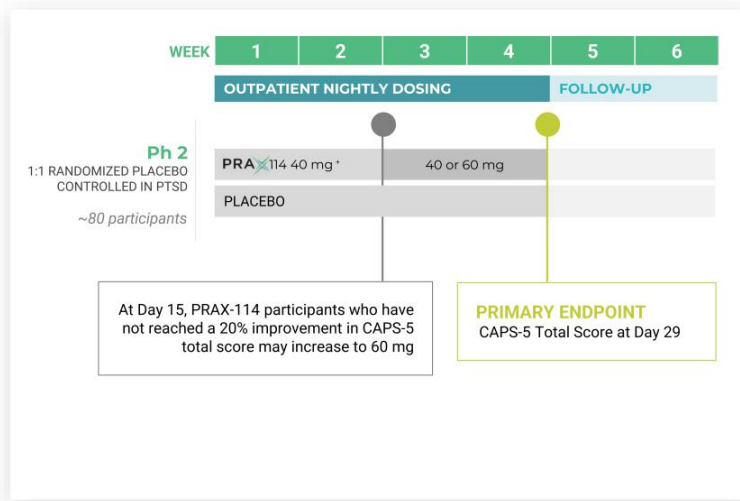 WEEK 1 2 3 4 5 6
OUTPATIENT NIGHTLY DOSING FOLLOW-UP
Ph 2
1:1 RANDOMIZED PLACEBO
CONTROLLED IN PTSD
~80 participants
PRAX114 40 mg + 40 or 60 mg
PLACEBO
At Day 15, PRAX-114 participants who have
not reached a 20% improvement in CAPS-5
total score may increase to 60 mg
PRIMARY ENDPOINT
CAPS-5 Total Score at Day 29